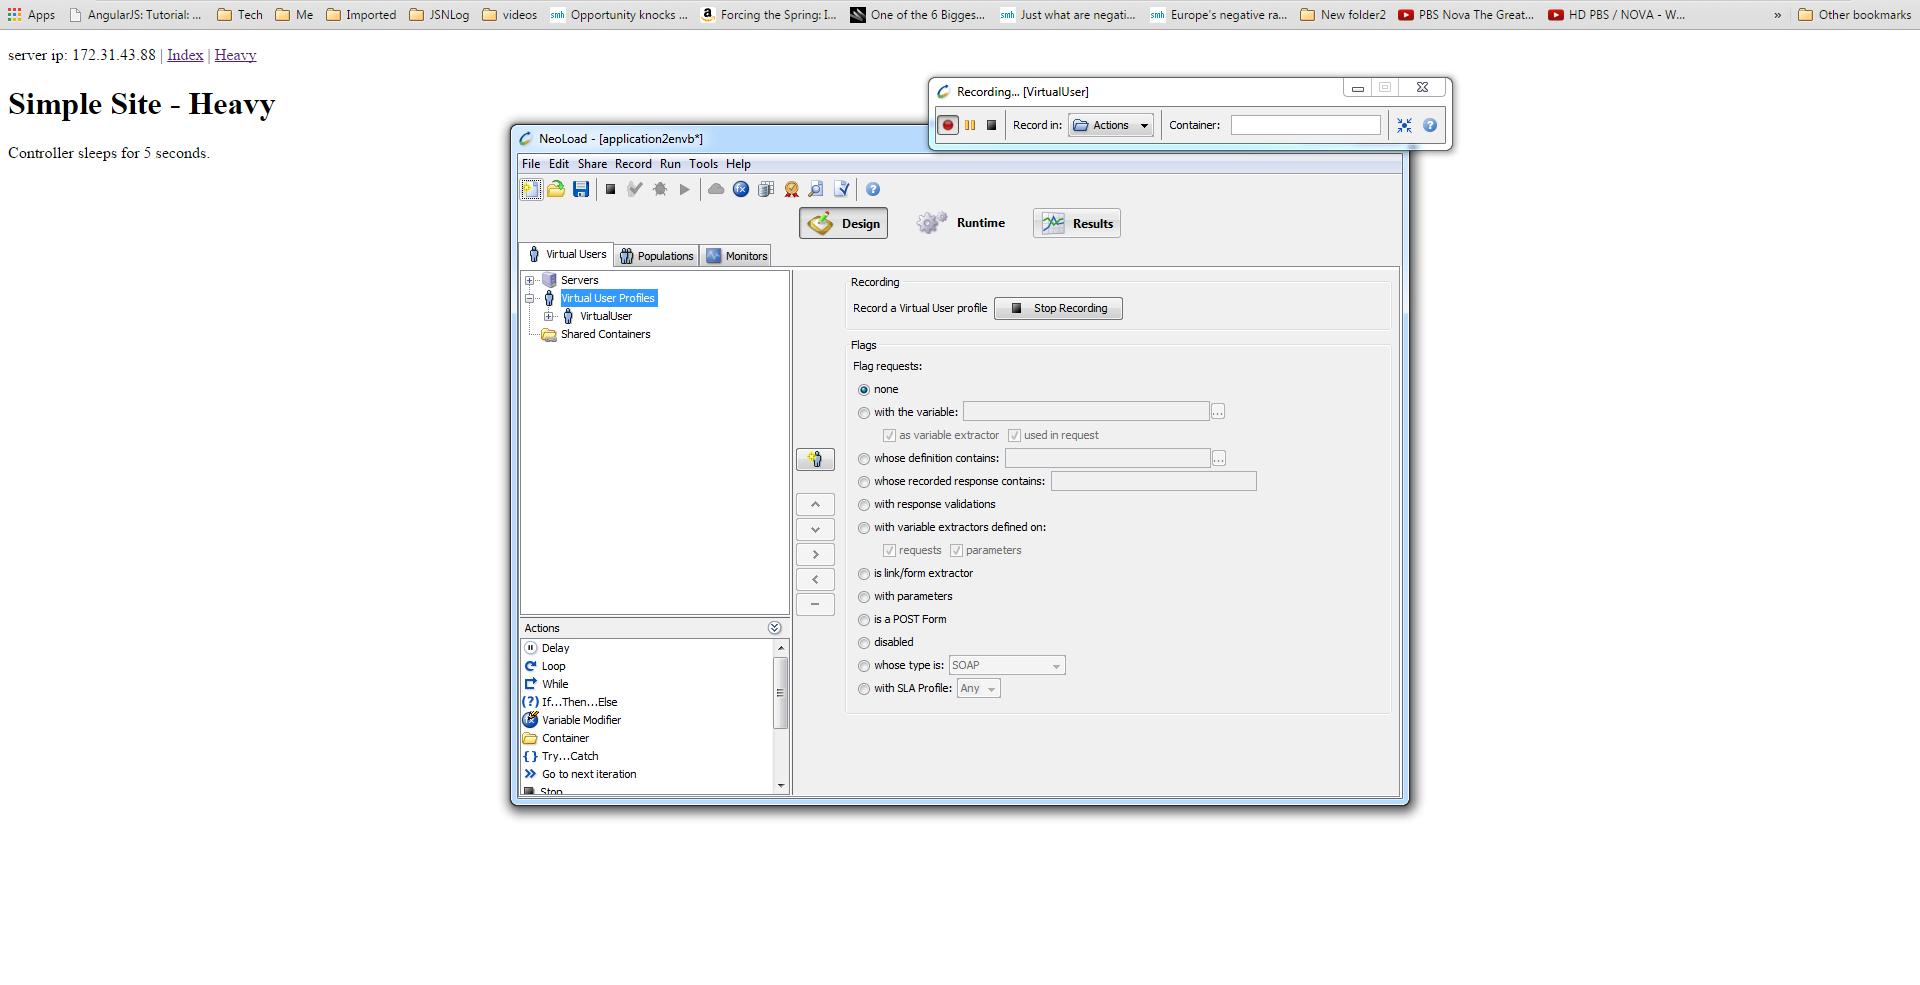 Apps AngularJS: Tutorial: ... Tech Me Imported JSNLog videos Opportunity knocks ... Forcing the Spring: I... One of the 6 Bigges... Just what are negati... Europe's negative ra... New folder2 PBS Nova The Great... HD PBS / NOVA - W... » Other bookmarks
server ip: 172.31.43.88 | Index | Heavy
Simple Site - Heavy
Controller sleeps for 5 seconds.
Recording... [VirtualUser]
Record in: Actions Container:
NeoLoad - [application2envb*]
File Edit Share Record Run Tools Help
Design Runtime Results
Virtual Users Populations Monitors
Servers
Virtual User Profiles
VirtualUser
Shared Containers
Actions
Delay
Loop
While
If...Then...Else
Variable Modifier
Container
Try...Catch
Go to next iteration
Stop
Recording
Record a Virtual User profile Stop Recording
Flags
Flag requests:
none
with the variable: ...
as variable extractor used in request
whose definition contains: ...
whose recorded response contains:
with response validations
with variable extractors defined on:
requests parameters
is link/form extractor
with parameters
is a POST Form
disabled
whose type is: SOAP
with SLA Profile: Any